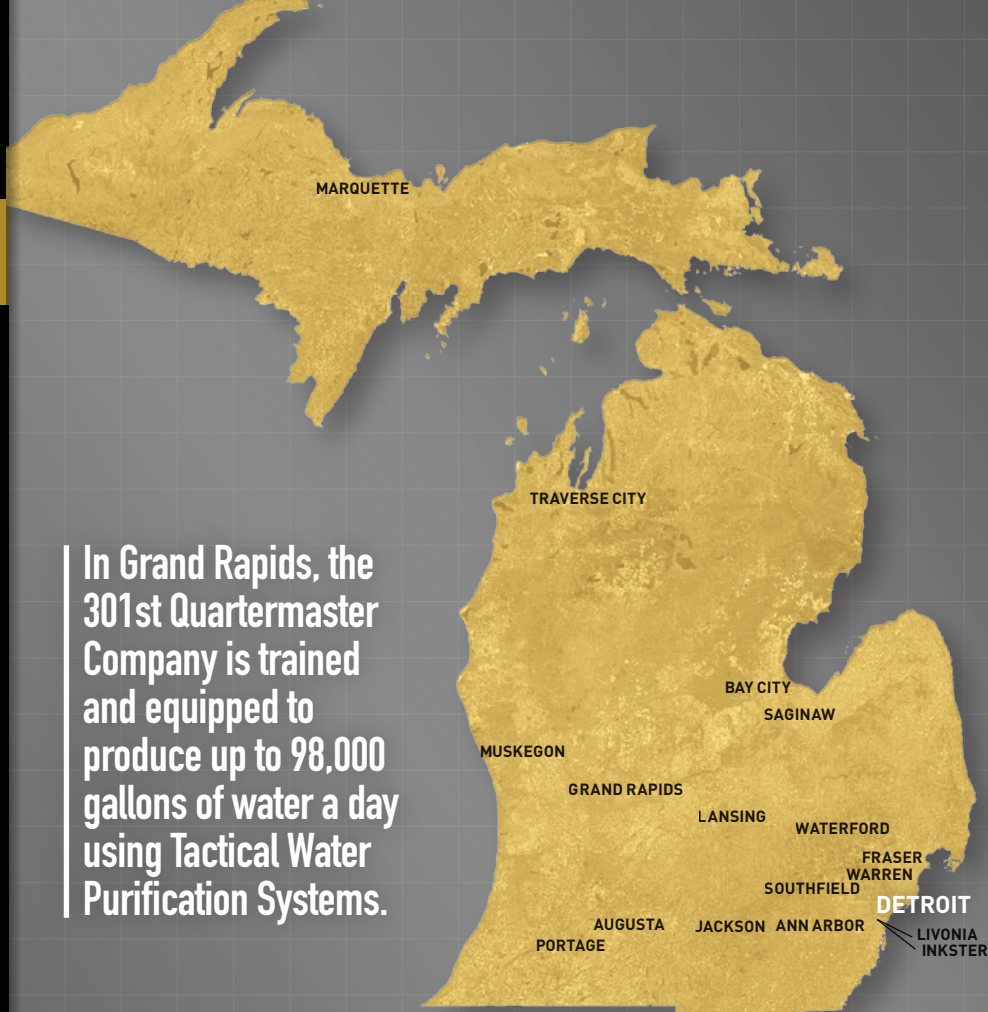 MARQUETTE
TRAVERSE CITY
In Grand Rapids, the
301st Quartermaster
Company is trained
and equipped to
produce up to 98,000
gallons of water a day
using Tactical Water
Purification Systems.
BAY CITY
SAGINAW
MUSKEGON
GRAND RAPIDS
LANSING
WATERFORD
FRASER
WARREN
SOUTHFIELD
DETROIT
AUGUSTA
JACKSON
ANN ARBOR
LIVONIA
PORTAGE
INKSTER